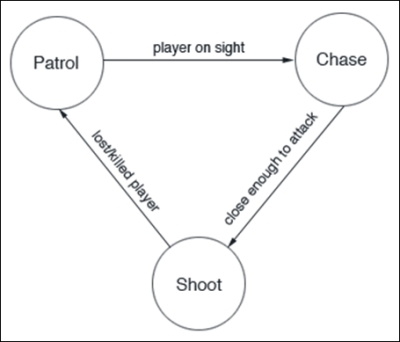 player on sight
Patrol
Chase
lost/killed player
close enough to attack
Shoot